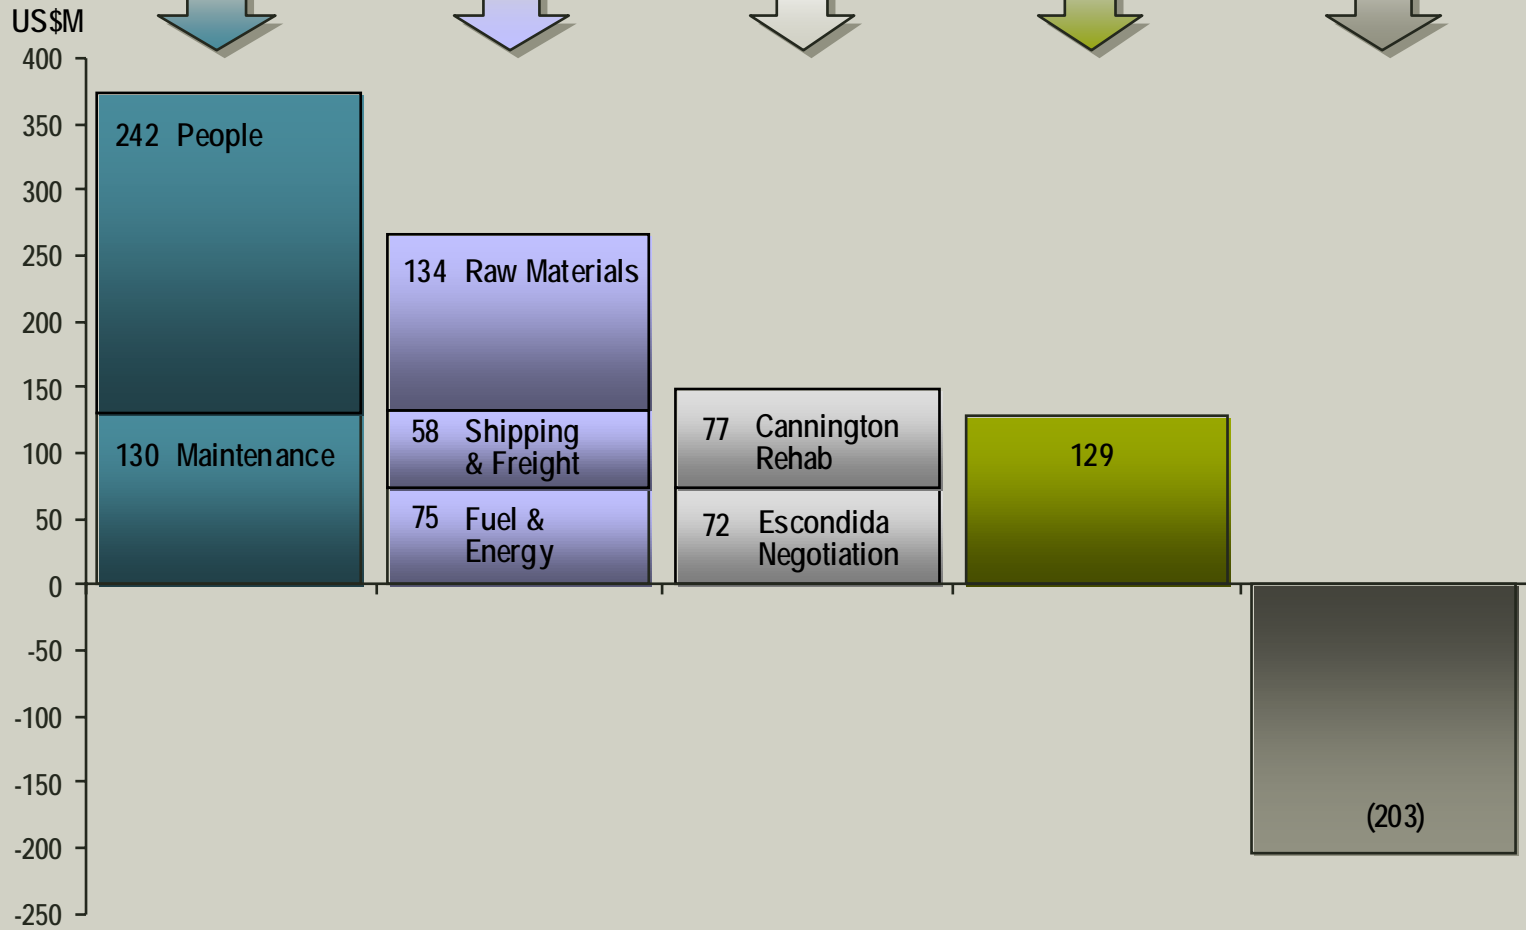 US$M
400
350
300
250
200
150
100
50
0
-50
-100
-150
-200
-250
242 People
130 Maintenance
134 Raw Materials
58 Shipping
& Freight
75 Fuel &
Energy
77 Cannington
Rehab
72 Escondida
Negotiation
129
(203)